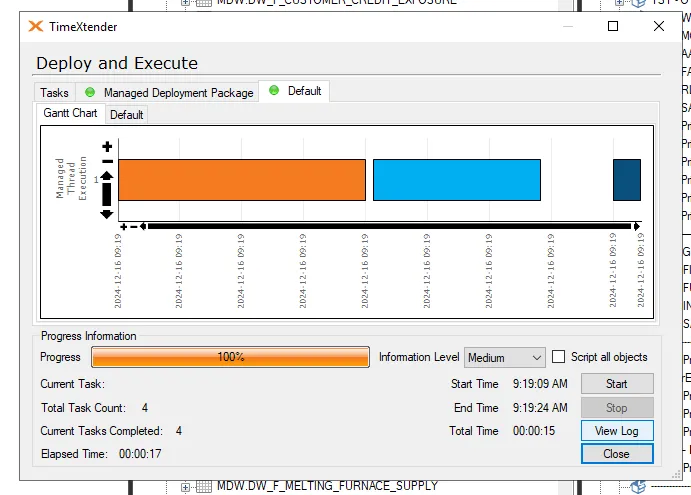 MDW.DW_F_CUSTOMER_CREDIT_EXPOSURE
TimeXtender
Deploy and Execute
Tasks Managed Deployment Package Default
Gantt Chart Default
Managed Thread Execution
1
2024-12-16 09:19 2024-12-16 09:19 2024-12-16 09:19 2024-12-16 09:19 2024-12-16 09:19 2024-12-16 09:19 2024-12-16 09:19 2024-12-16 09:19 2024-12-16 09:19 2024-12-16 09:19
Progress Information
Progress 100% Information Level Medium Script all objects
Current Task: Start Time 9:19:09 AM Start
Total Task Count: 4 End Time 9:19:24 AM Stop
Current Tasks Completed: 4 Total Time 00:00:15 View Log
Elapsed Time: 00:00:17 Close
MDW.DW_F_MELTING_FURNACE_SUPPLY